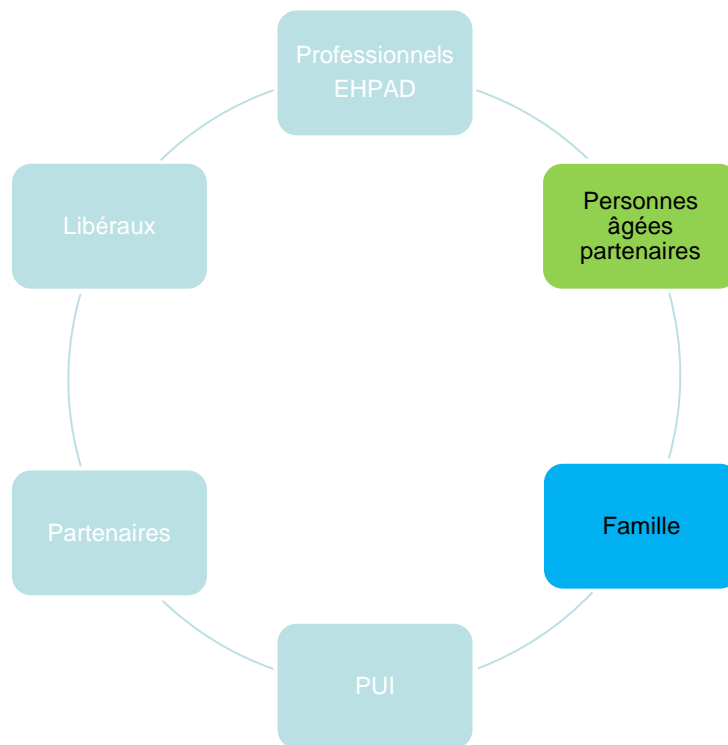 Professionnels
EHPAD
Personnes
âgées
partenaires
Famille
PUI
Partenaires
Libéraux